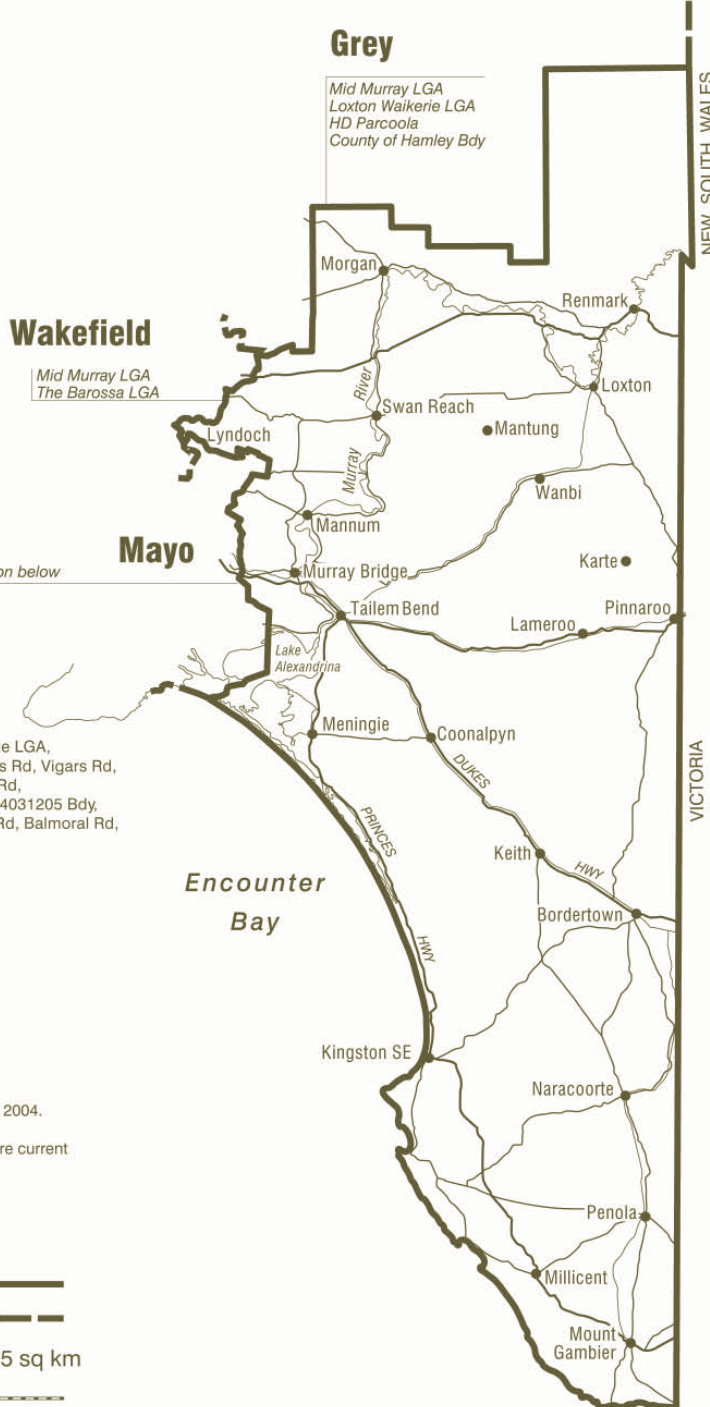 Grey
Mid Murray LGA
Loxton Waikerie LGA
HD Parcoola
County of Hamley Bdy
NEW SOUTH WALES
Morgan
Renmark
Wakefield
Mid Murray LGA
The Barossa LGA
River
Loxton
Swan Reach
Lyndoch
Mantung
Murray
Wanbi
Mannum
Mayo
on below
Karte
Murray Bridge
Tailem Bend
Pinnaroo
Lameroo
Lake
Alexandrina
Meningie
Coonalpyn
e LGA,
s Rd, Vigars Rd,
Rd,
4031205 Bdy,
Rd, Balmoral Rd,
DUKES
VICTORIA
PRINCES
Keith
HWY
Encounter
Bay
Bordertown
HWY
Kingston SE
Naracoorte
2004.
re current
Penola
Millicent
Mount
Gambier
5 sq km